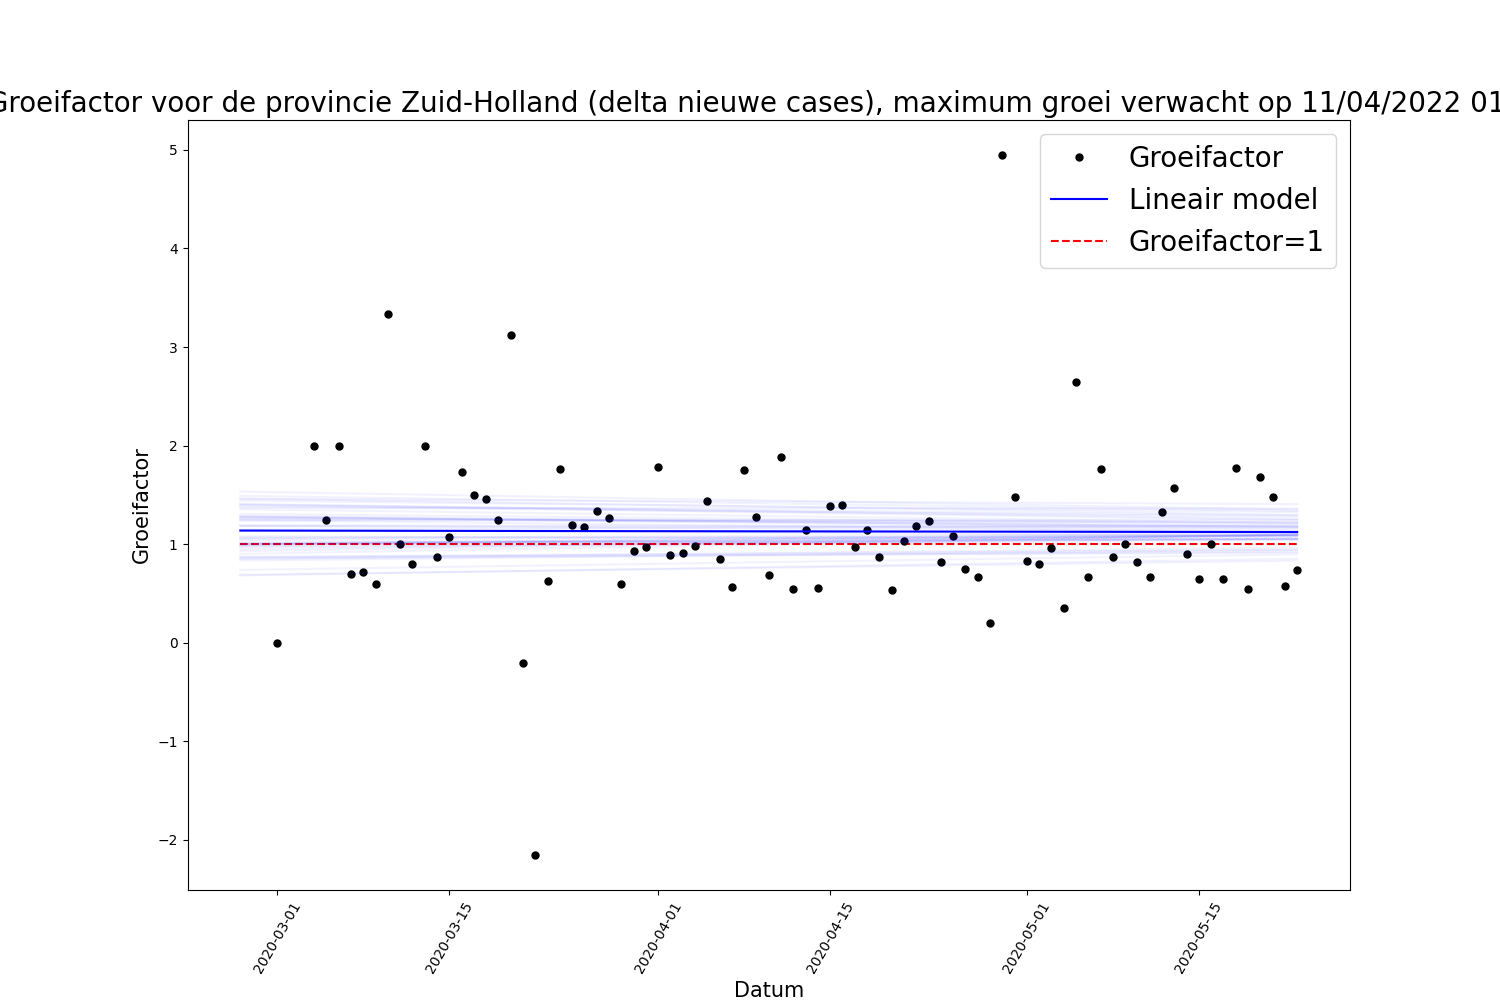 Groeifactor voor de provincie Zuid-Holland (delta nieuwe cases), maximum groei verwacht op 11/04/2022 01
Groeifactor
Lineair model
Groeifactor=1
5
4
3
2
1
0
−1
−2
Groeifactor
2020-03-01
2020-03-15
2020-04-01
2020-04-15
2020-05-01
2020-05-15
Datum